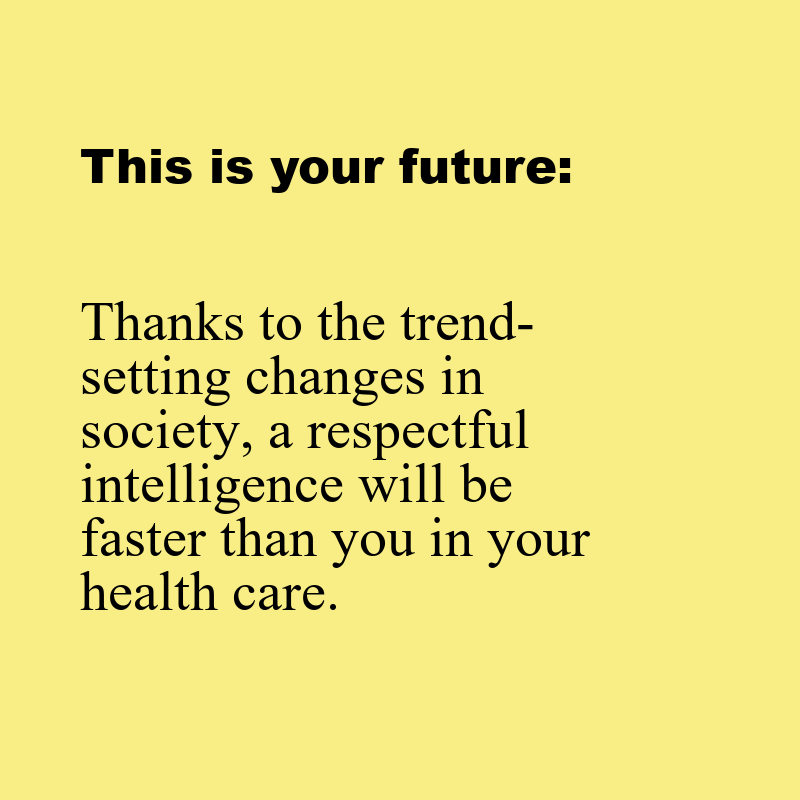 This is your future:
Thanks to the trend-
setting changes in
society, a respectful
intelligence will be
faster than you in your
health care.